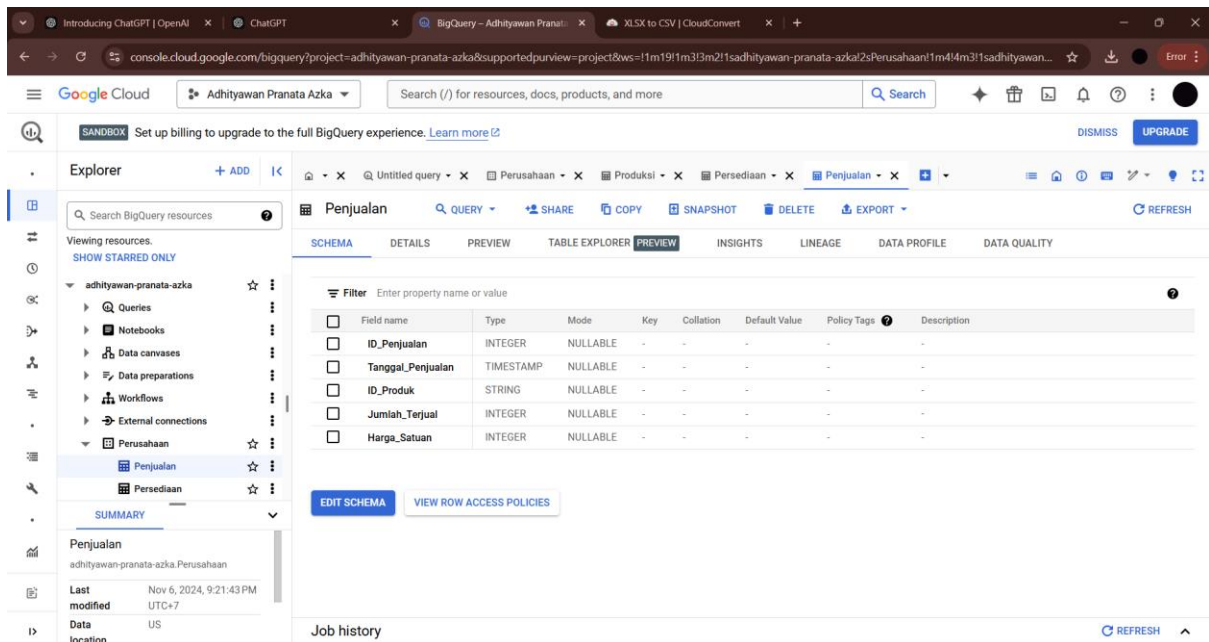 Introducing ChatGPT | OpenAI ChatGPT BigQuery – Adhityawan Pranata XLSX to CSV | CloudConvert
console.cloud.google.com/bigquery?project=adhityawan-pranata-azka&supportedpurview=project&ws=!1m19!1m3!3m2!1sadhityawan-pranata-azka!2sPerusahaan!1m4!4m3!1sadhityawan... Error
Google Cloud Adhityawan Pranata Azka Search (/) for resources, docs, products, and more Search
SANDBOX Set up billing to upgrade to the full BigQuery experience. Learn more DISMISS UPGRADE
Explorer + ADD
Untitled query Perusahaan Produksi Persediaan Penjualan
Search BigQuery resources
Viewing resources.
SHOW STARRED ONLY
adhityawan-pranata-azka
Queries
Notebooks
Data canvases
Data preparations
Workflows
External connections
Perusahaan
Penjualan
Persediaan
SUMMARY
Penjualan
adhityawan-pranata-azka.Perusahaan
Last modified Nov 6, 2024, 9:21:43 PM UTC+7
Data location US
Penjualan QUERY SHARE COPY SNAPSHOT DELETE EXPORT REFRESH
SCHEMA DETAILS PREVIEW TABLE EXPLORER PREVIEW INSIGHTS LINEAGE DATA PROFILE DATA QUALITY
Filter Enter property name or value
Field name Type Mode Key Collation Default Value Policy Tags Description
ID_Penjualan INTEGER NULLABLE - - - - -
Tanggal_Penjualan TIMESTAMP NULLABLE - - - - -
ID_Produk STRING NULLABLE - - - - -
Jumlah_Terjual INTEGER NULLABLE - - - - -
Harga_Satuan INTEGER NULLABLE - - - - -
EDIT SCHEMA VIEW ROW ACCESS POLICIES
Job history REFRESH